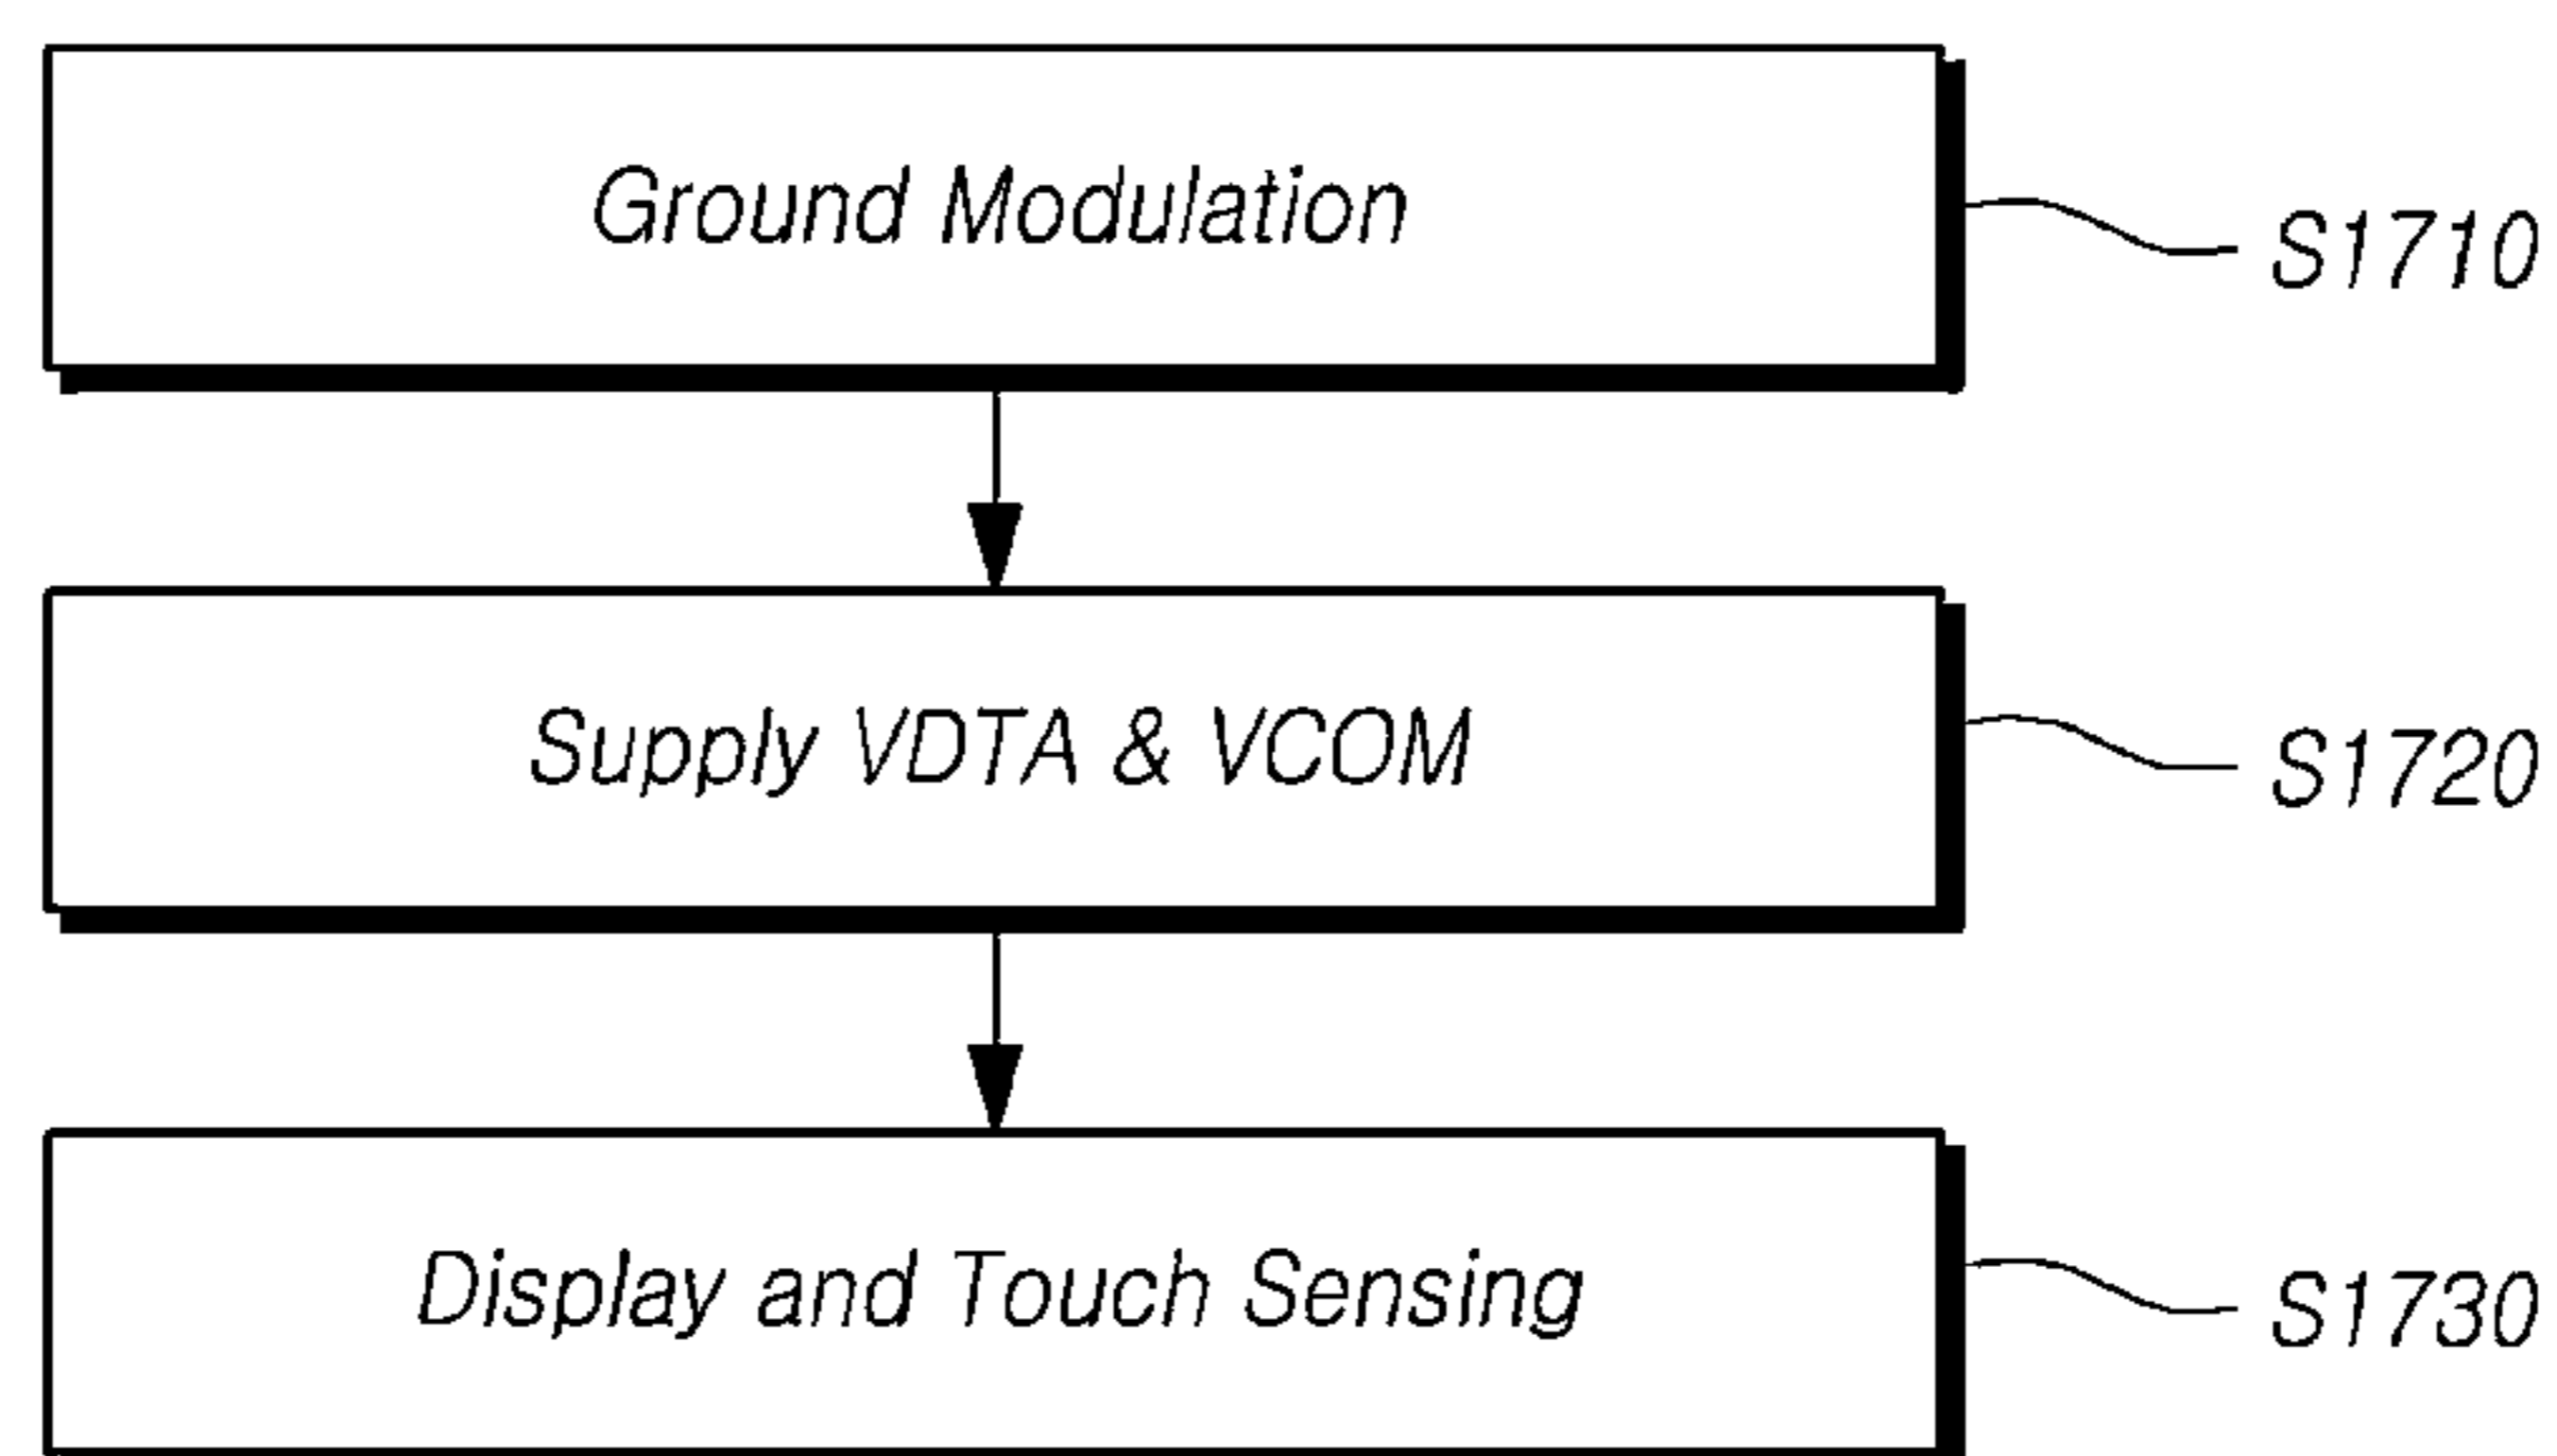 Ground Modulation
S1710
Supply VDTA & VCOM
S1720
Display and Touch Sensing
S1730